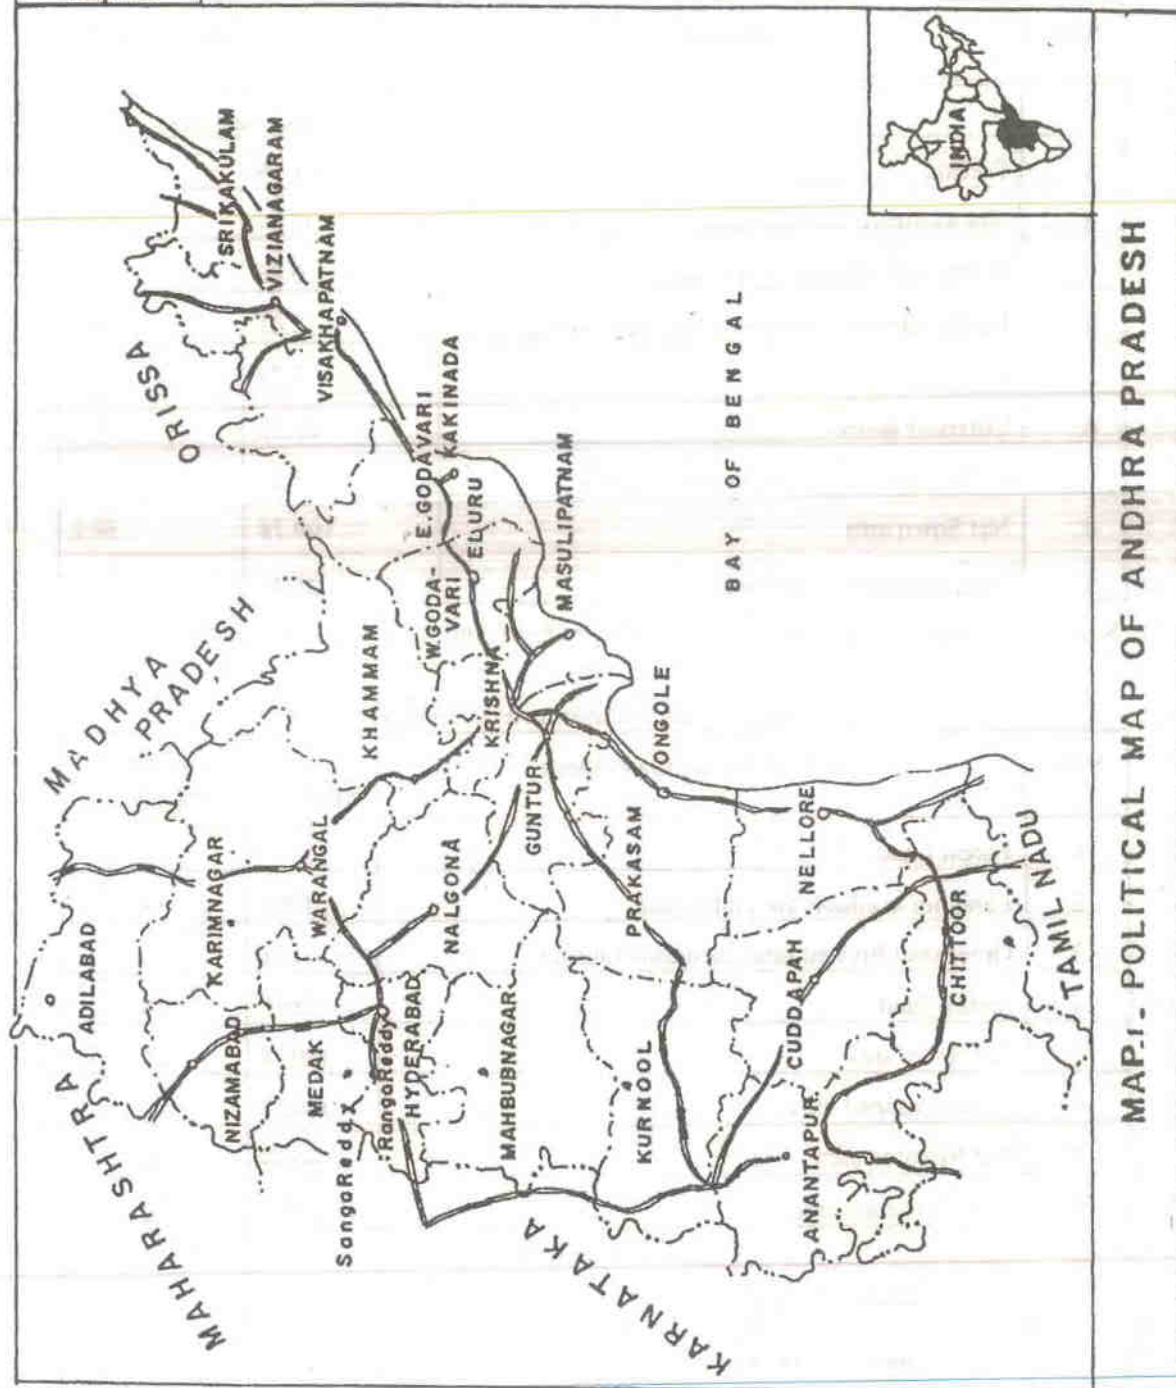 INDIA
ORISSA
SRIKAKULAM
VIZIANAGARAM
VISAKHAPATNAM
MADHYA
PRADESH
E.GODAVARI
KAKINADA
W.GODA-
VARI
ELURU
KHAMMAM
KRISHNA
MASULIPATNAM
BAY OF BENGAL
MAHARASHTRA
ADILABAD
KARIMNAGAR
WARANGAL
NIZAMABAD
MEDAK
SangaReddy
RangaReddy
HYDERABAD
NALGONA
GUNTUR
ONGOLE
MAHBUBNAGAR
PRAKASAM
KURNOOL
NELLORE
CUDDAPAH
ANANTAPUR
CHITTOOR
KARNATAKA
TAMIL NADU
MAP.1. POLITICAL MAP OF ANDHRA PRADESH